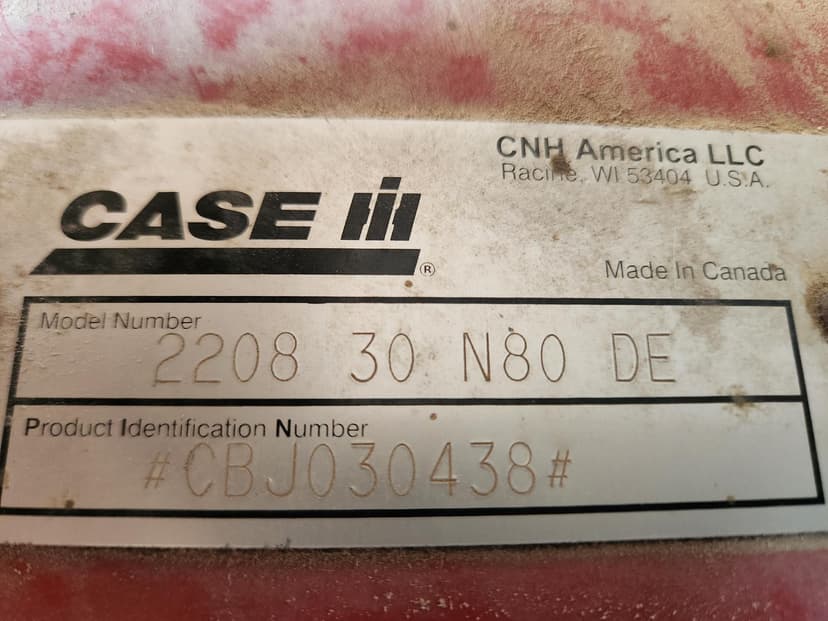 CNH America LLC
Racine, WI 53404 U.S.A.
CASE IH
®
Made In Canada
Model Number
2208 30 N80 DE
Product Identification Number
#CBJ030438#